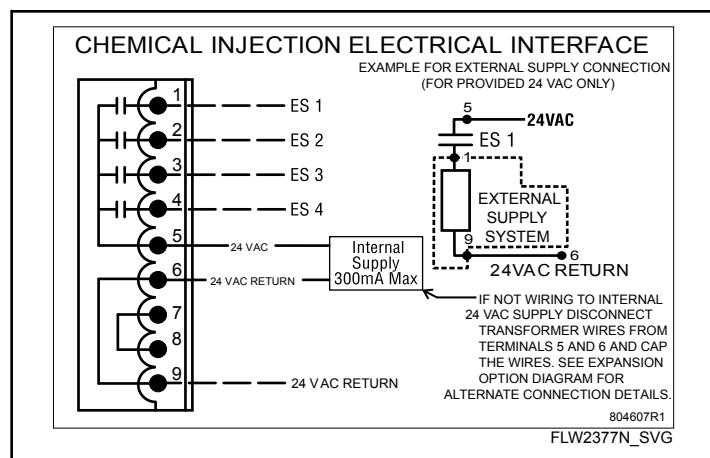 CHEMICAL INJECTION ELECTRICAL INTERFACE
EXAMPLE FOR EXTERNAL SUPPLY CONNECTION
(FOR PROVIDED 24 VAC ONLY)
1
ES 1
2
ES 2
3
ES 3
4
ES 4
5
24 VAC
6
24 VAC RETURN
7
8
9
24 VAC RETURN
Internal
Supply
300mA Max
5
24VAC
ES 1
1
EXTERNAL
SUPPLY
SYSTEM
9
6
24VAC RETURN
IF NOT WIRING TO INTERNAL
24 VAC SUPPLY DISCONNECT
TRANSFORMER WIRES FROM
TERMINALS 5 AND 6 AND CAP
THE WIRES. SEE EXPANSION
OPTION DIAGRAM FOR
ALTERNATE CONNECTION DETAILS.
804607R1
FLW2377N_SVG